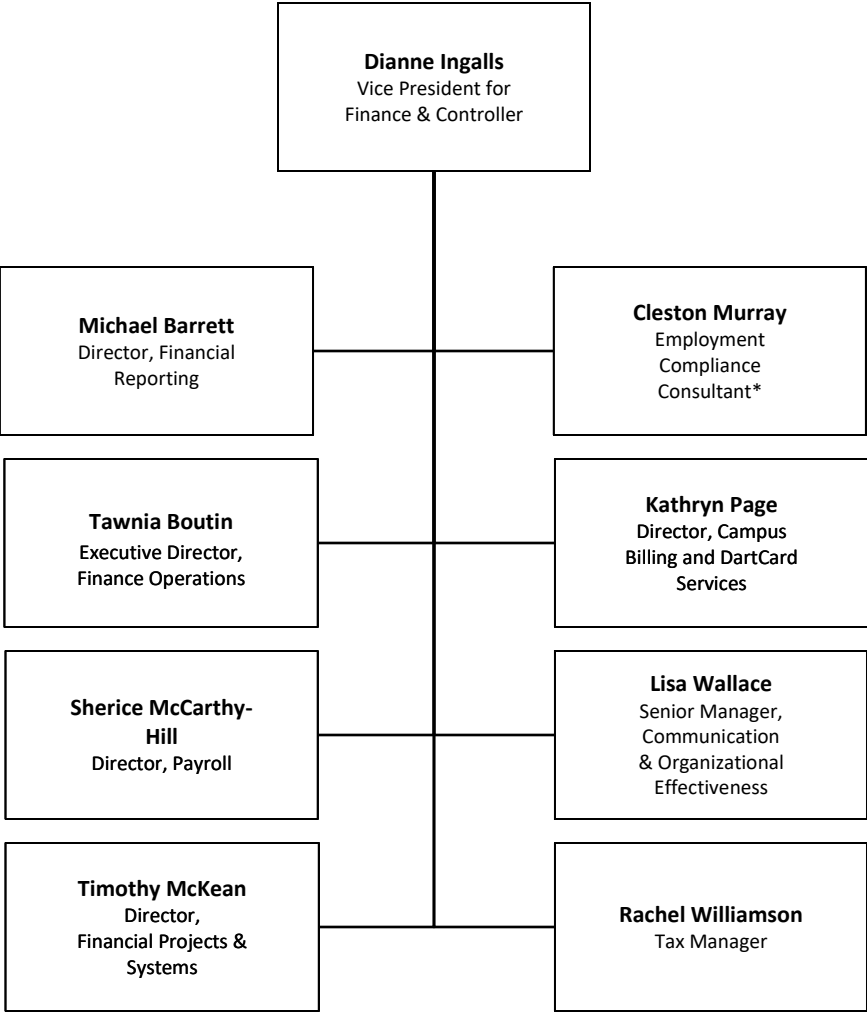 Dianne Ingalls
Vice President for
Finance & Controller
Michael Barrett
Director, Financial
Reporting
Cleston Murray
Employment
Compliance
Consultant*
Tawnia Boutin
Executive Director,
Finance Operations
Kathryn Page
Director, Campus
Billing and DartCard
Services
Sherice McCarthy-
Hill
Director, Payroll
Lisa Wallace
Senior Manager,
Communication
& Organizational
Effectiveness
Timothy McKean
Director,
Financial Projects &
Systems
Rachel Williamson
Tax Manager